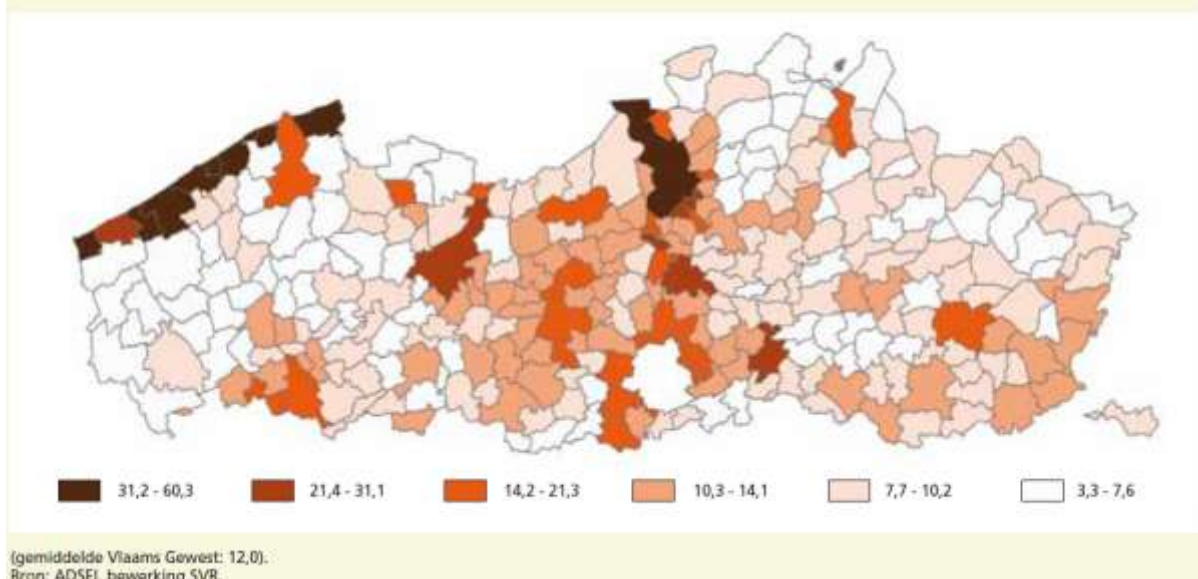 31,2 - 60,3 21,4 - 31,1 14,2 - 21,3 10,3 - 14,1 7,7 - 10,2 3,3 - 7,6
(gemiddelde Vlaams Gewest: 12,0).
Bron: ADSEI, bewerking SVR.